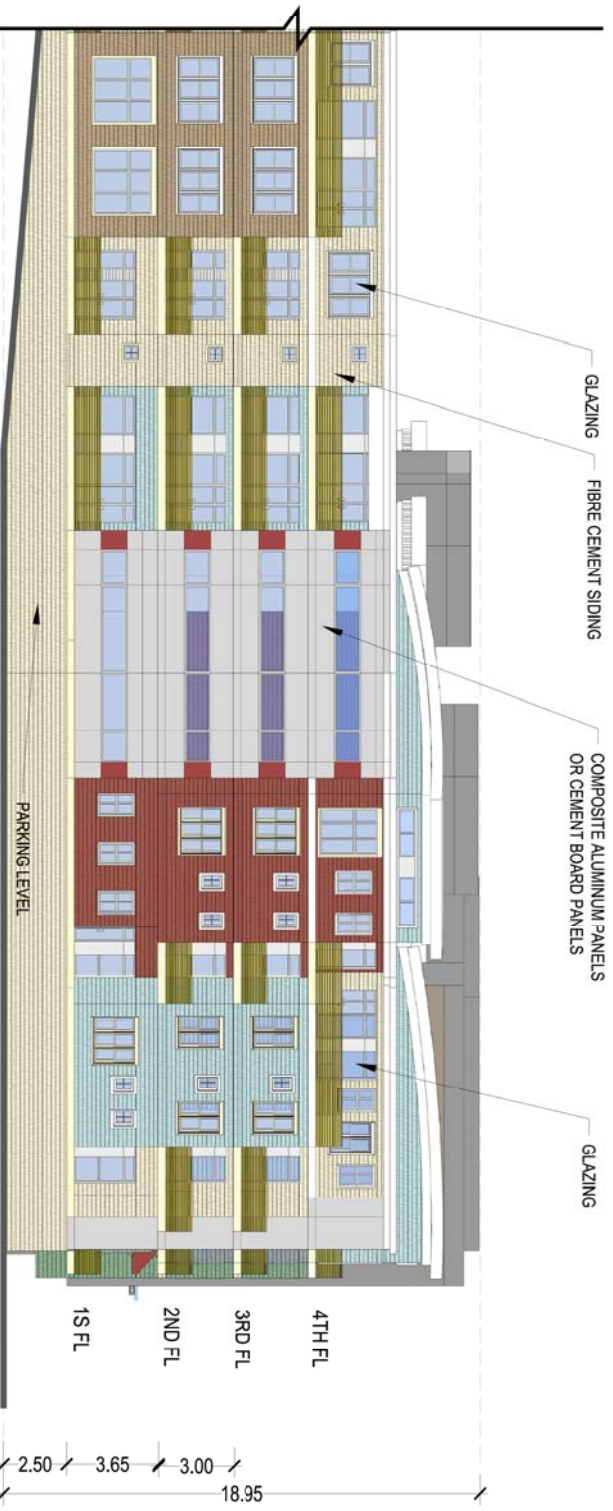 GLAZING
FIBRE CEMENT SIDING
COMPOSITE ALUMINUM PANELS
OR CEMENT BOARD PANELS
GLAZING
PARKING LEVEL
4TH FL
3RD FL
2ND FL
1S FL
18.95
3.00
3.65
2.50